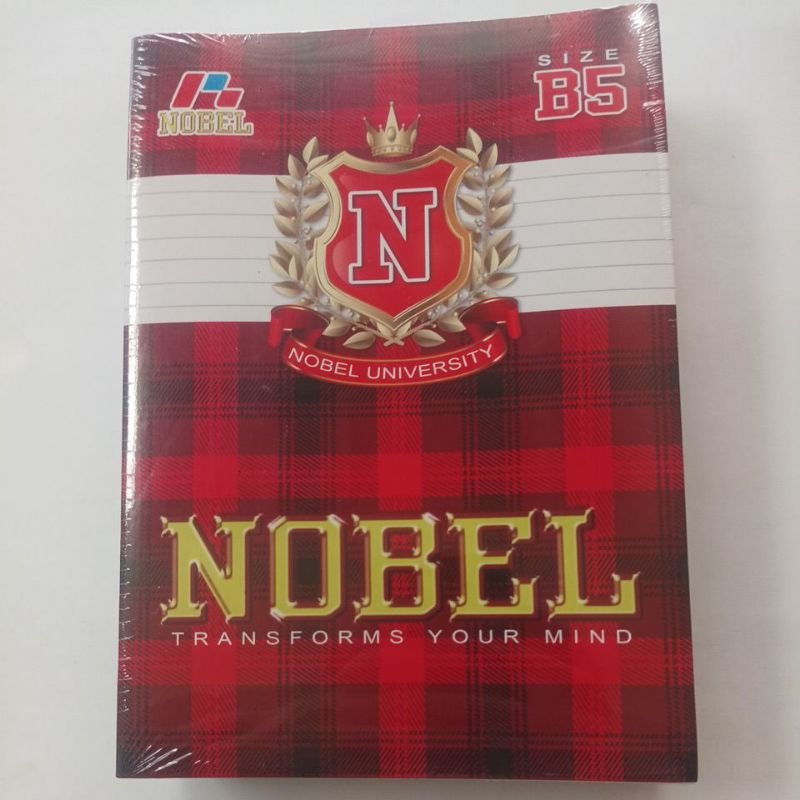 NOBEL
SIZE
B5
N
NOBEL UNIVERSITY
NOBEL
TRANSFORMS YOUR MIND